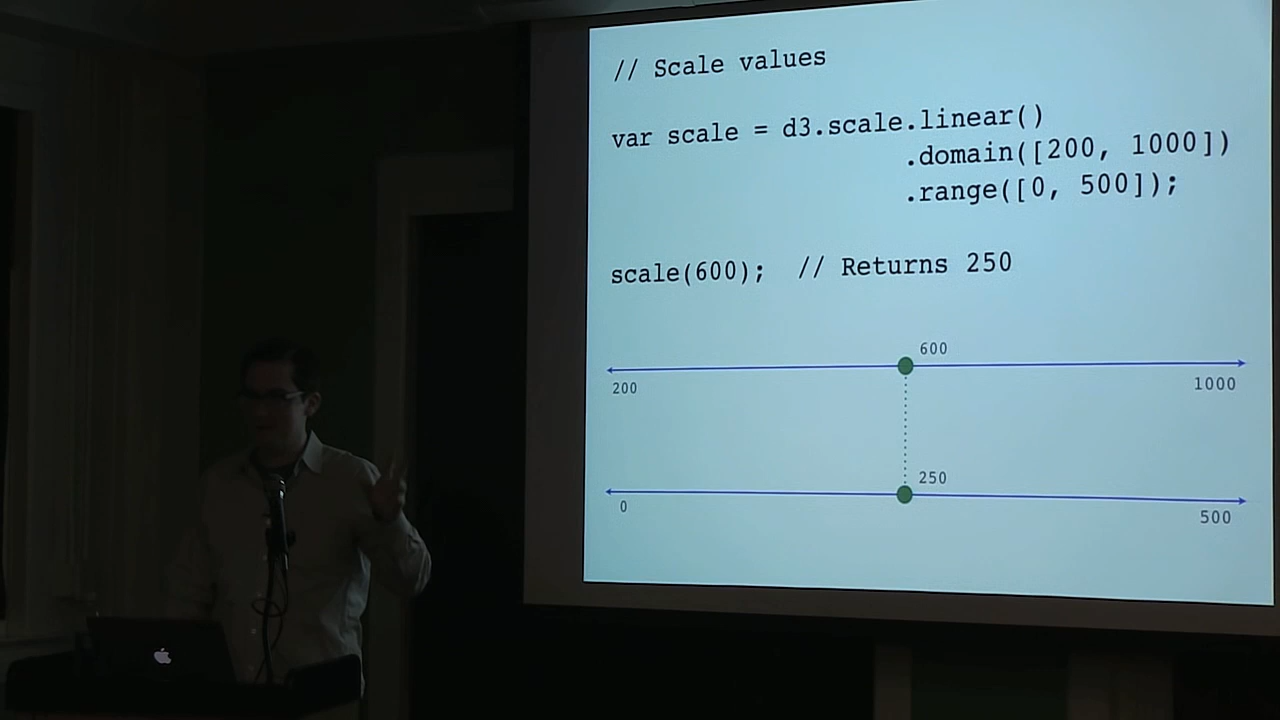 // Scale values
var scale = d3.scale.linear()
.domain([200, 1000])
.range([0, 500]);
scale(600);  // Returns 250
600
200
1000
250
0
500